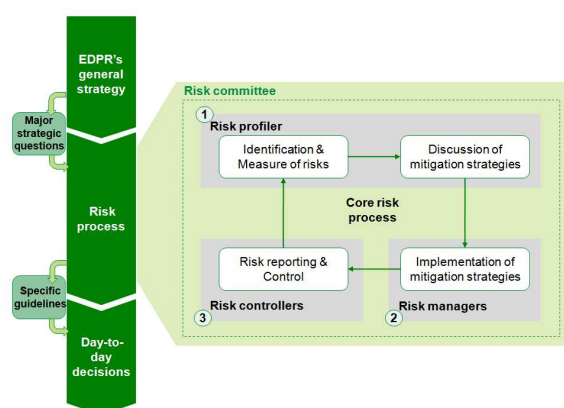 EDPR's
general
strategy
Major
strategic
questions
Risk
process
Specific
guidelines
Day-to-
day
decisions
Risk committee
1
Risk profiler
Identification &
Measure of risks
Discussion of
mitigation strategies
Core risk
process
Risk reporting &
Control
Implementation of
mitigation strategies
Risk controllers
3
Risk managers
2